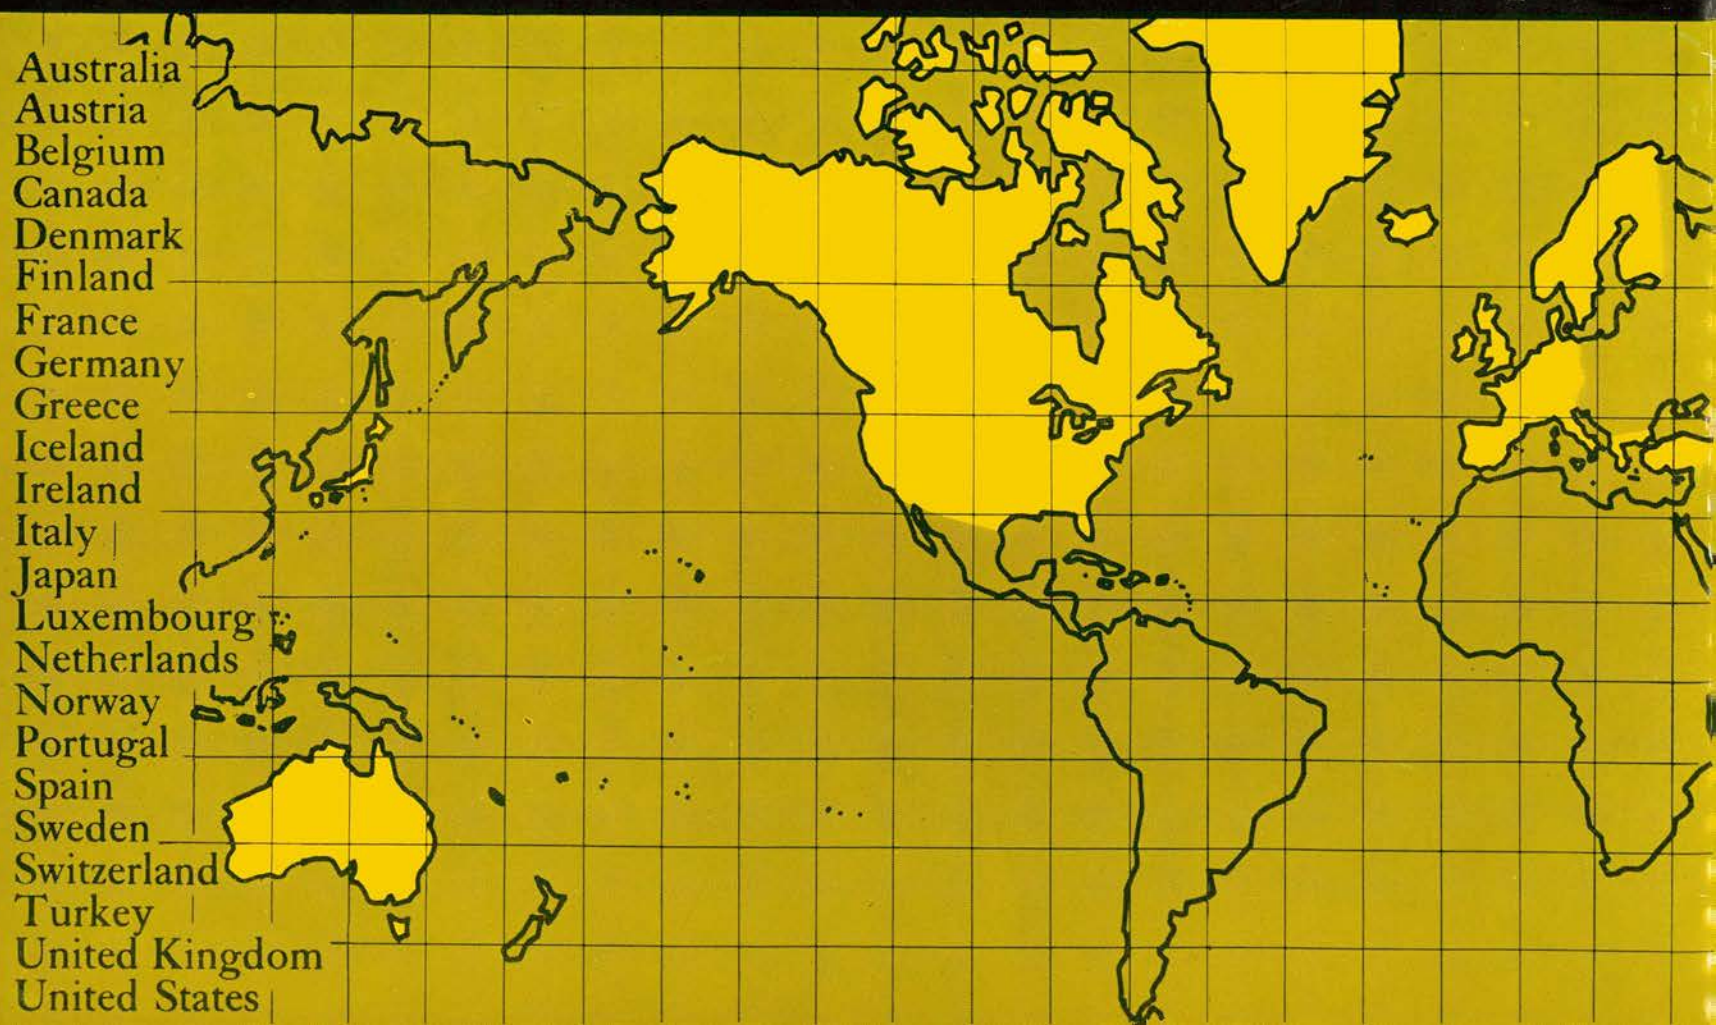 Australia
Austria
Belgium
Canada
Denmark
Finland
France
Germany
Greece
Iceland
Ireland
Italy
Japan
Luxembourg
Netherlands
Norway
Portugal
Spain
Sweden
Switzerland
Turkey
United Kingdom
United States